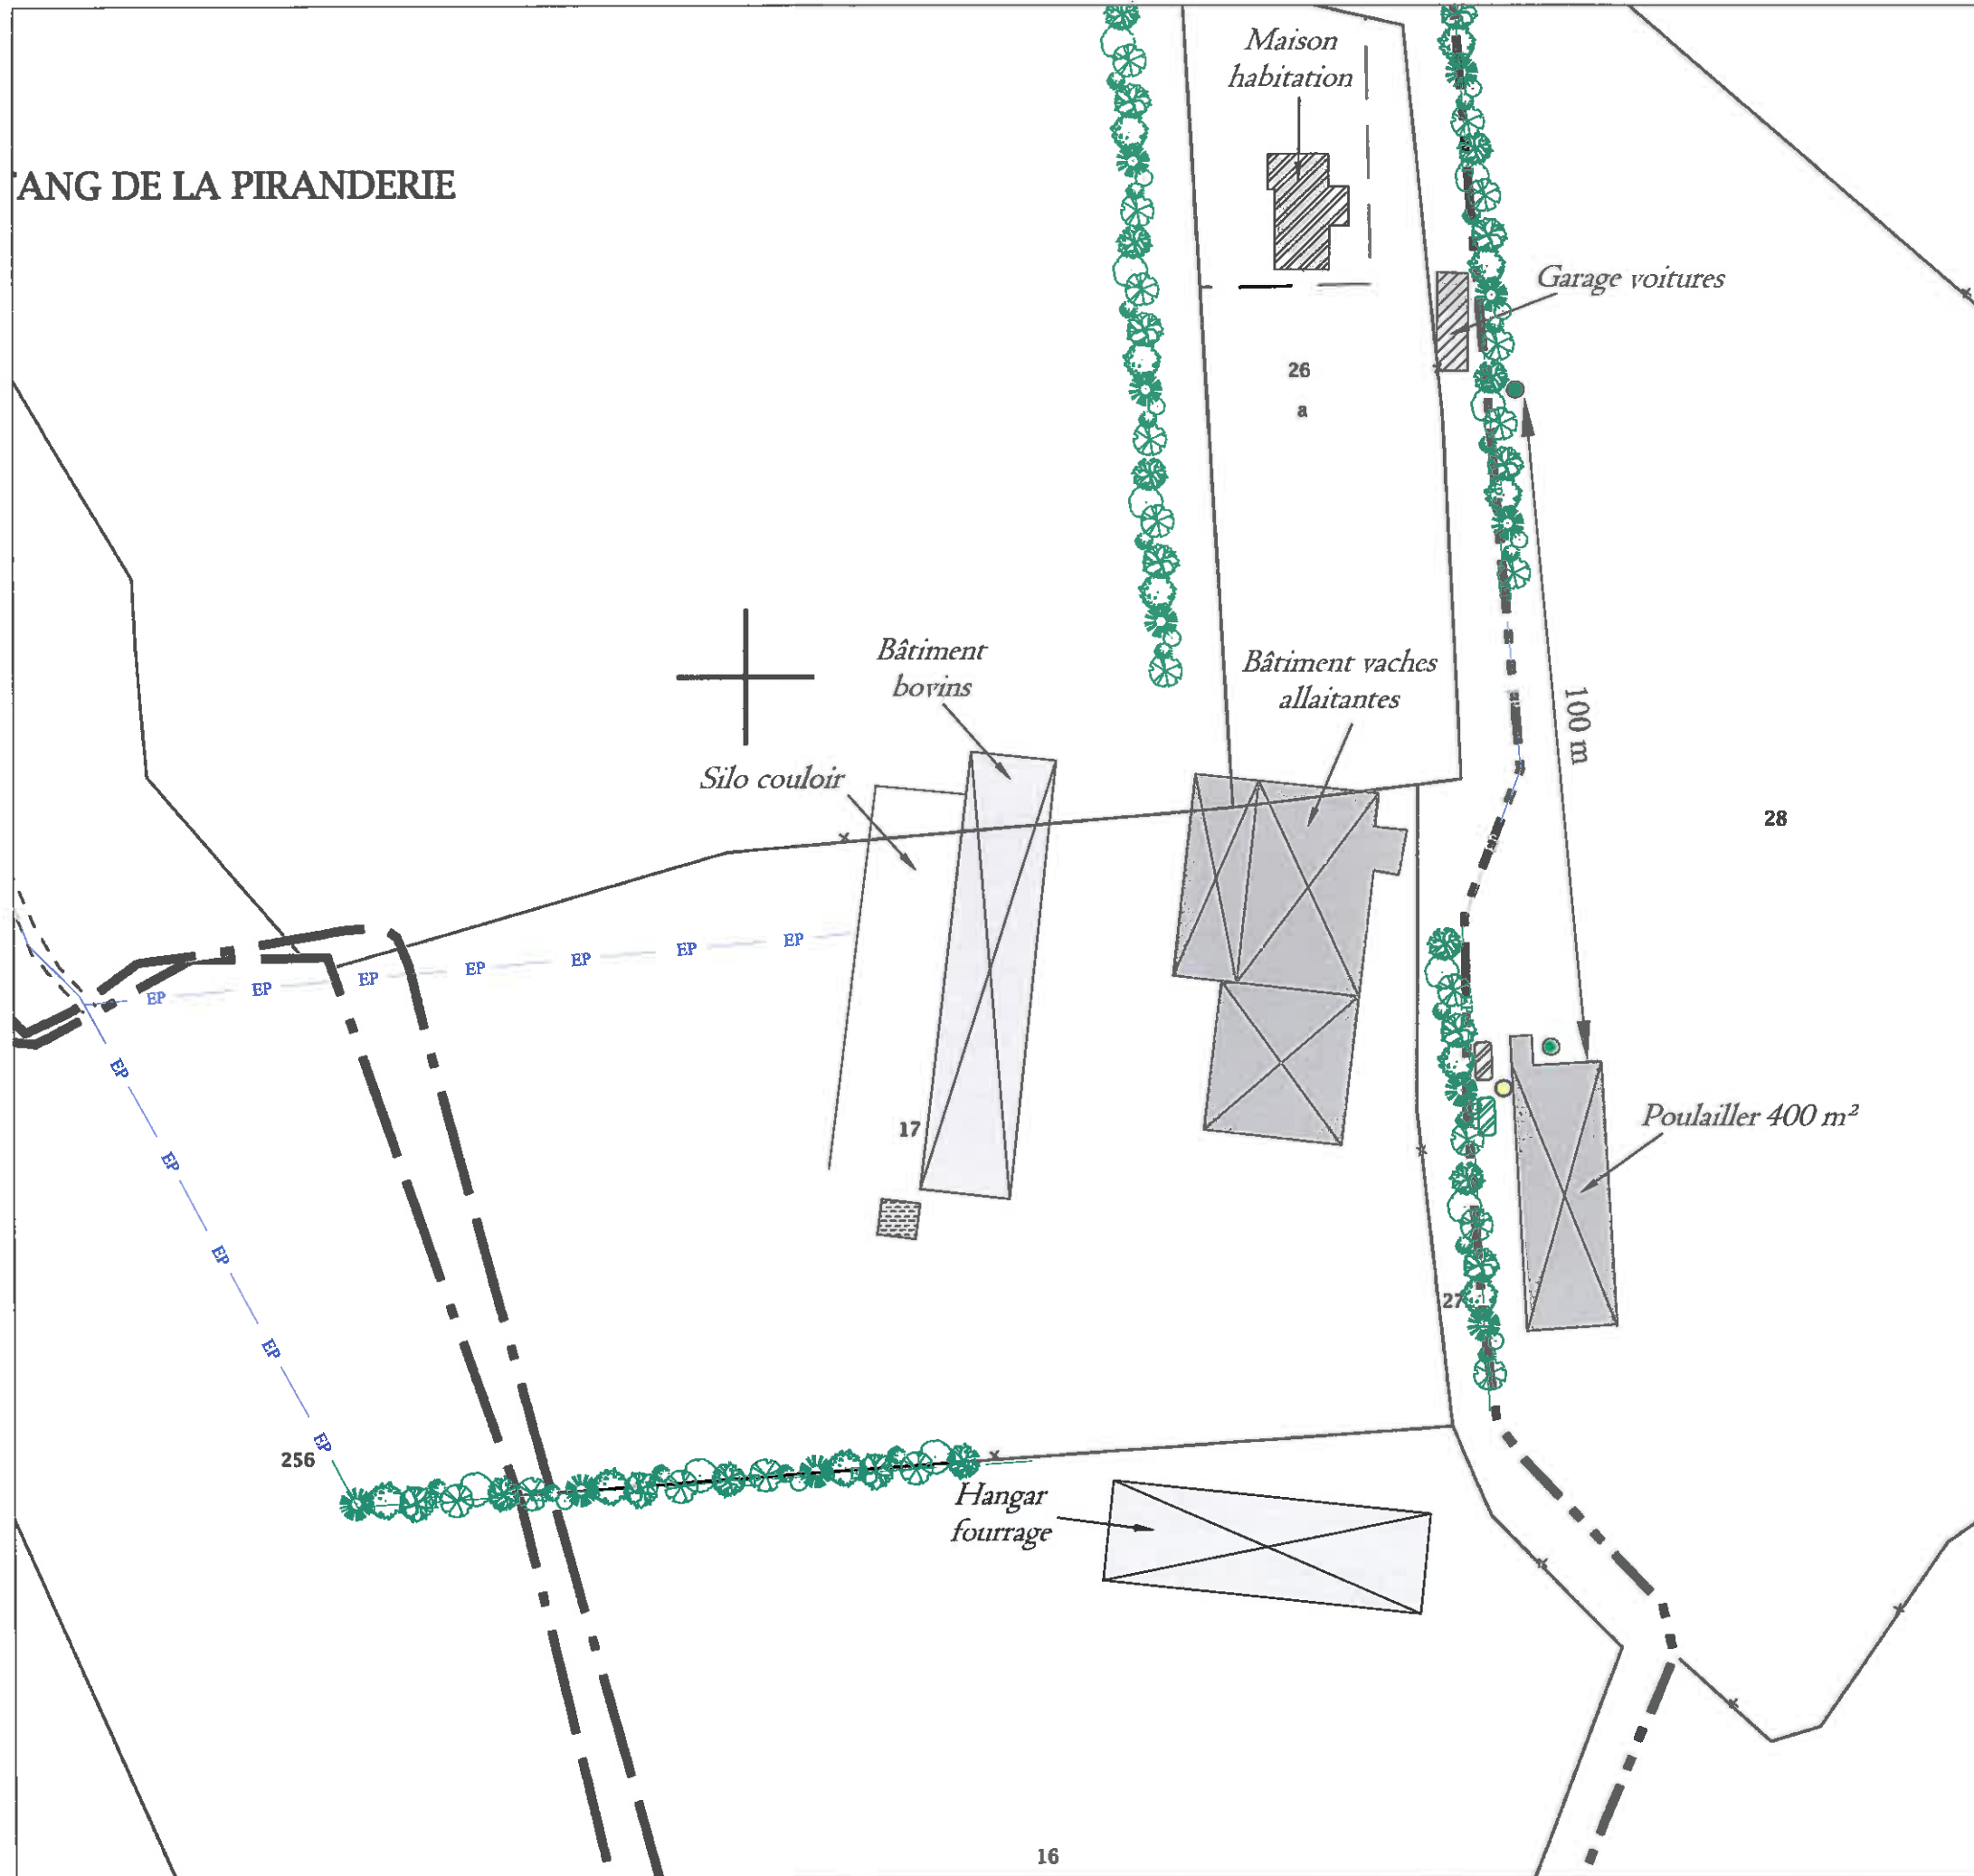 Maison
habitation
'ANG DE LA PIRANDERIE
Garage voitures
26
a
Bâtiment
bovins
Bâtiment vaches
allaitantes
100 m
Silo couloir
28
EP EP EP EP EP EP EP
EP
EP
EP
EP
EP
17
Poulailler 400 m²
27
256
Hangar
fourrage
16